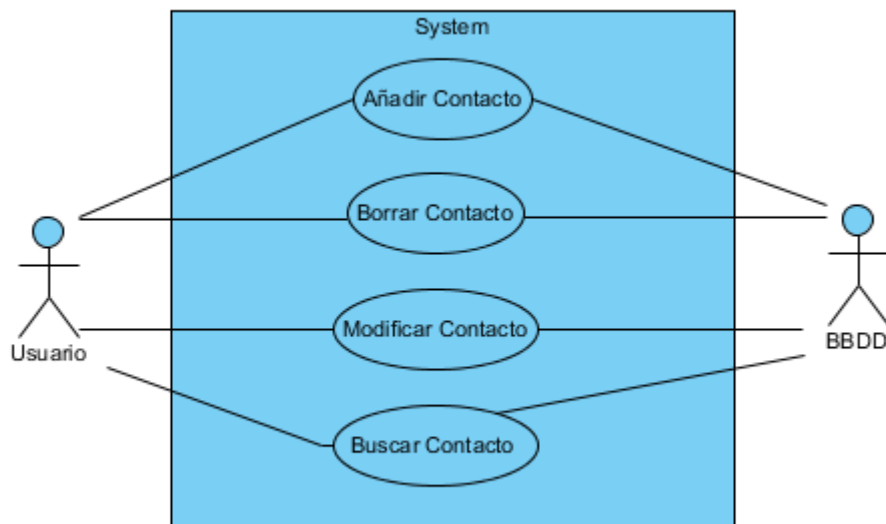 System
Añadir Contacto
Borrar Contacto
Modificar Contacto
Usuario
BBDD
Buscar Contacto